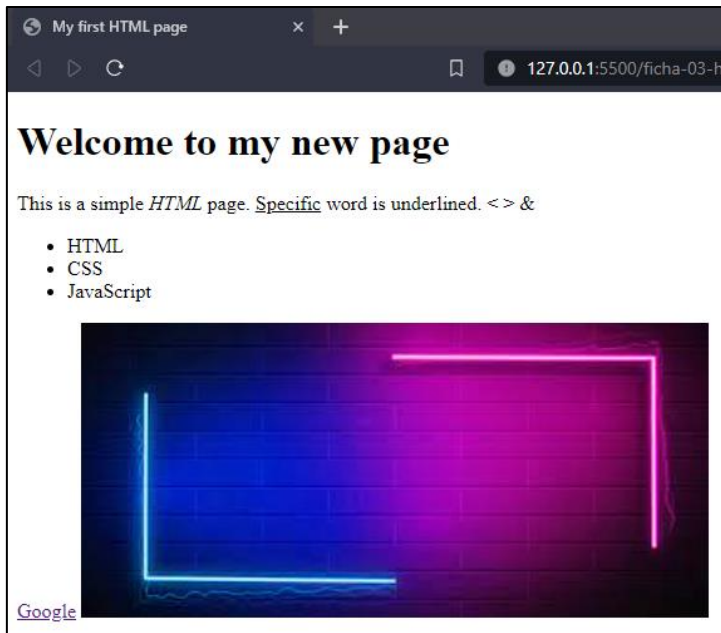 My first HTML page
127.0.0.1:5500/ficha-03-h
Welcome to my new page
This is a simple HTML page. Specific word is underlined. < > &
• HTML
• CSS
• JavaScript
Google